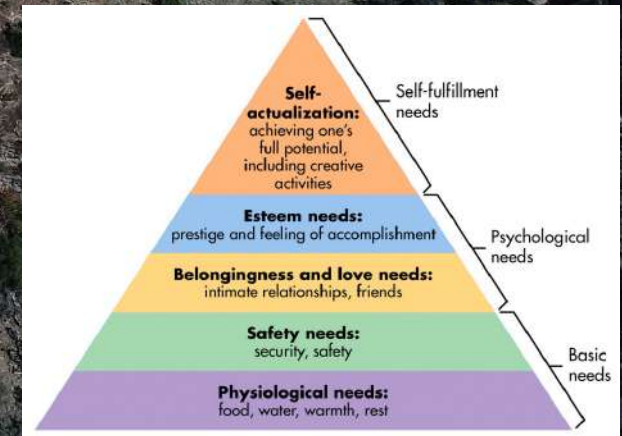 Self-
actualization:
achieving one's
full potential,
including creative
activities
Esteem needs:
prestige and feeling of accomplishment
Belongingness and love needs:
intimate relationships, friends
Safety needs:
security, safety
Physiological needs:
food, water, warmth, rest
Self-fulfillment
needs
Psychological
needs
Basic
needs